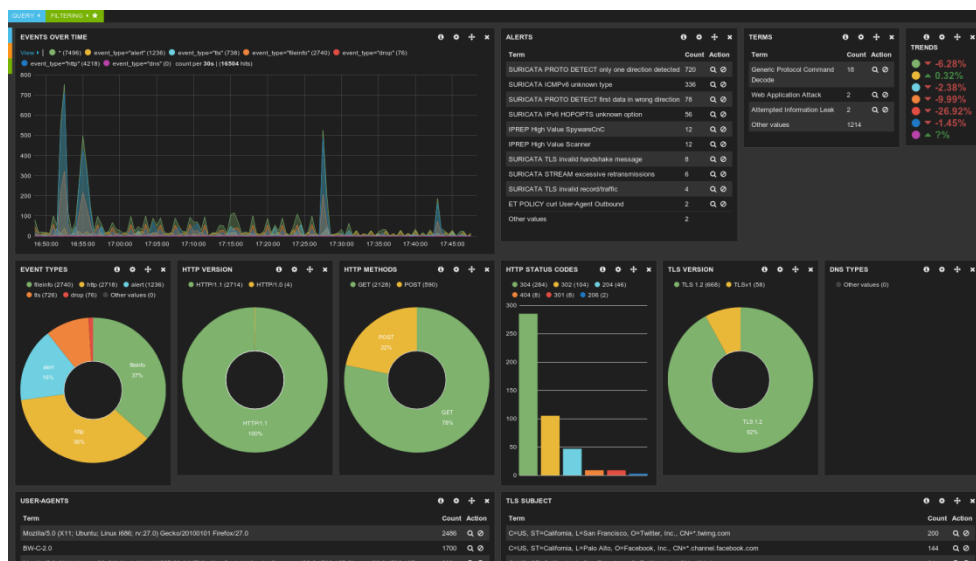 QUERY FILTERING
EVENTS OVER TIME
View * (7496) event_type="alert" (1236) event_type="tls" (738) event_type="fileinfo" (2740) event_type="drop" (76)
event_type="http" (4218) event_type="dns" (0) count per 30s | (16504 hits)
800
700
600
500
400
300
200
100
0
16:50:00 16:55:00 17:00:00 17:05:00 17:10:00 17:15:00 17:20:00 17:25:00 17:30:00 17:35:00 17:40:00 17:45:00
ALERTS
Term Count Action
SURICATA PROTO DETECT only one direction detected 720
SURICATA ICMPv6 unknown type 336
SURICATA PROTO DETECT first data in wrong direction 78
SURICATA IPv6 HOPOPTS unknown option 56
IPREP High Value SpywareCnC 12
IPREP High Value Scanner 12
SURICATA TLS invalid handshake message 8
SURICATA STREAM excessive retransmissions 6
SURICATA TLS invalid record/traffic 4
ET POLICY curl User-Agent Outbound 2
Other values 2
TERMS
Term Count Action
Generic Protocol Command 18
Decode
Web Application Attack 2
Attempted Information Leak 2
Other values 1214
TRENDS
-6.28%
0.32%
-2.38%
-9.99%
-26.92%
-1.45%
?%
EVENT TYPES
fileinfo (2740) http (2718) alert (1236)
tls (726) drop (76) Other values (0)
fileinfo
37%
alert
16%
http
36%
HTTP VERSION
HTTP/1.1 (2714) HTTP/1.0 (4)
HTTP/1.1
100%
HTTP METHODS
GET (2128) POST (590)
POST
22%
GET
78%
HTTP STATUS CODES
304 (284) 302 (104) 204 (46)
404 (8) 301 (8) 206 (2)
300
250
200
150
100
50
0
TLS VERSION
TLS 1.2 (668) TLSv1 (58)
TLS 1.2
92%
DNS TYPES
Other values (0)
USER-AGENTS
Term Count Action
Mozilla/5.0 (X11; Ubuntu; Linux i686; rv:27.0) Gecko/20100101 Firefox/27.0 2486
BW-C-2.0 1700
TLS SUBJECT
Term Count Action
C=US, ST=California, L=San Francisco, O=Twitter, Inc., CN=*.twimg.com 200
C=US, ST=California, L=Palo Alto, O=Facebook, Inc., CN=*.channel.facebook.com 144